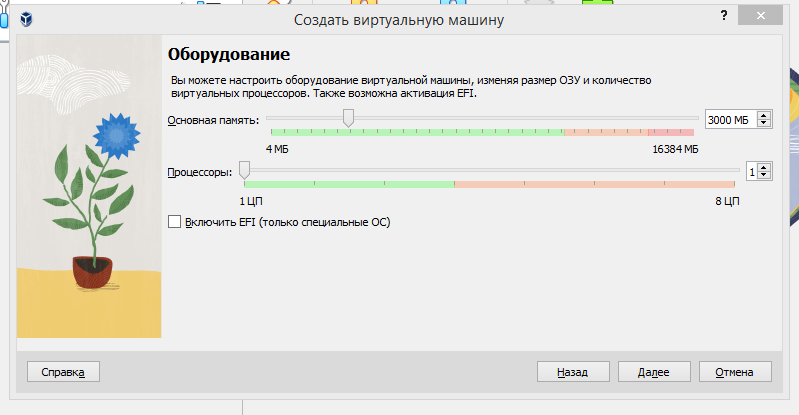 Создать виртуальную машину
?
Оборудование
Вы можете настроить оборудование виртуальной машины, изменяя размер ОЗУ и количество
виртуальных процессоров. Также возможна активация EFI.
Основная память: 3000 МБ
4 МБ 16384 МБ
Процессоры: 1
1 ЦП 8 ЦП
Включить EFI (только специальные ОС)
Справка Назад Далее Отмена